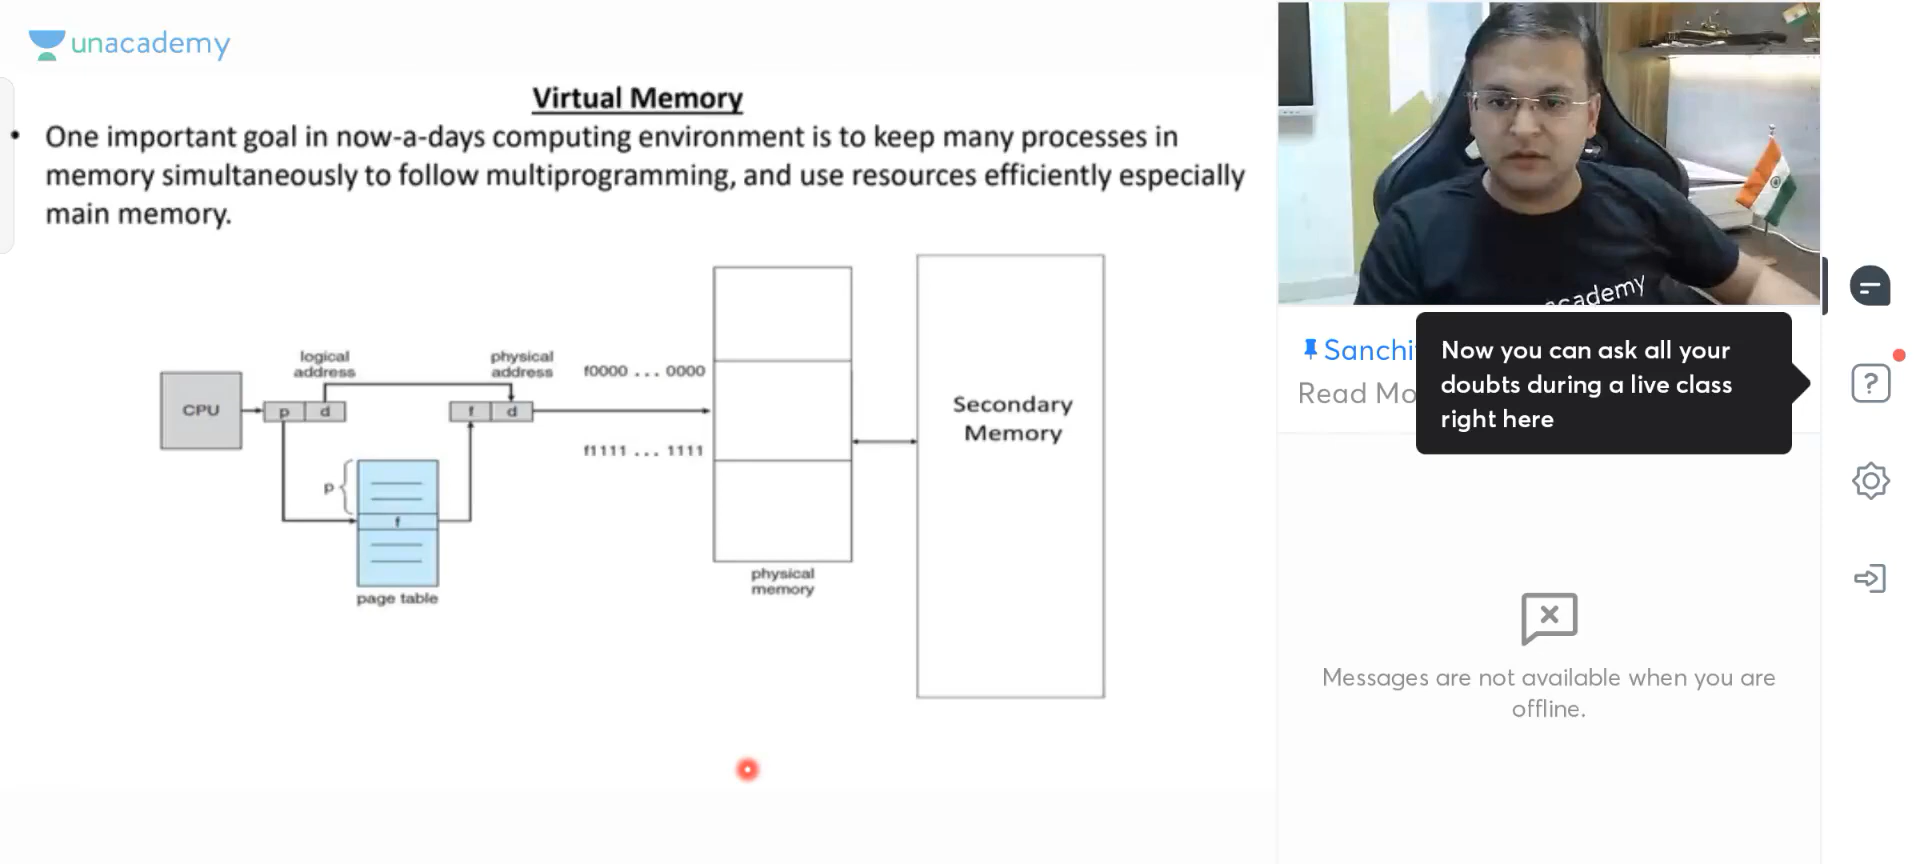 unacademy
Virtual Memory
• One important goal in now-a-days computing environment is to keep many processes in
memory simultaneously to follow multiprogramming, and use resources efficiently especially
main memory.
logical
address
physical
address
f0000 ... 0000
CPU
p d
f d
f1111 ... 1111
p
f
page table
physical
memory
Secondary
Memory
academy
Sanchi
Read Mo
Now you can ask all your
doubts during a live class
right here
?
Messages are not available when you are
offline.